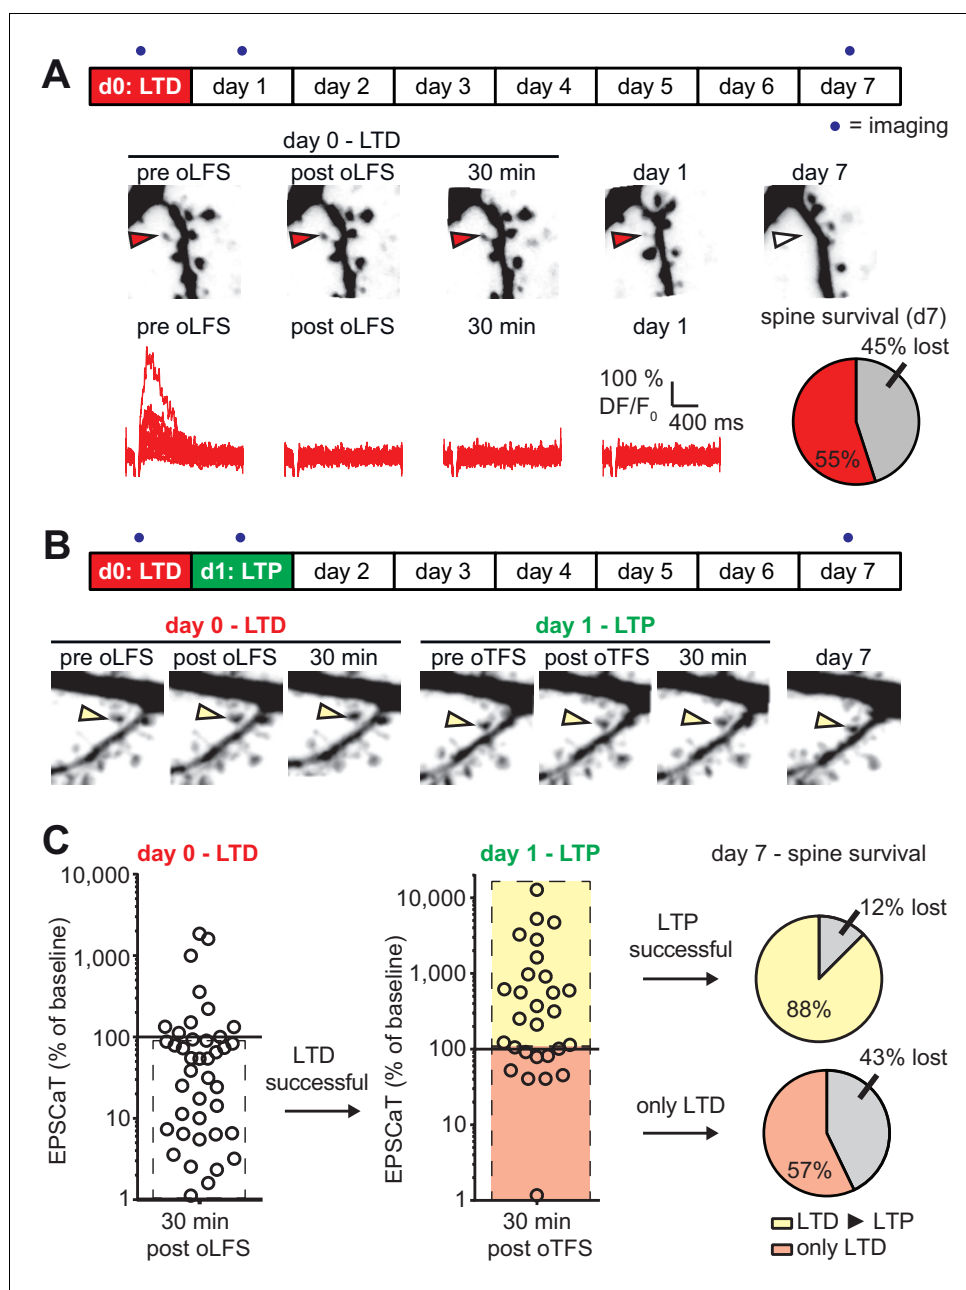 A
d0: LTD day 1 day 2 day 3 day 4 day 5 day 6 day 7
= imaging
day 0 - LTD
pre oLFS post oLFS 30 min day 1 day 7
pre oLFS post oLFS 30 min day 1
spine survival (d7)
45% lost
100 %
DF/F0
400 ms
55%
B
d0: LTD d1: LTP day 2 day 3 day 4 day 5 day 6 day 7
day 0 - LTD day 1 - LTP
pre oLFS post oLFS 30 min pre oTFS post oTFS 30 min day 7
C
day 0 - LTD day 1 - LTP day 7 - spine survival
EPSCaT (% of baseline)
10,000
1,000
100
10
1
30 min
post oLFS
LTD
successful
EPSCaT (% of baseline)
10,000
1,000
100
10
1
30 min
post oTFS
LTP
successful
12% lost
88%
only LTD
43% lost
57%
LTD ► LTP
only LTD